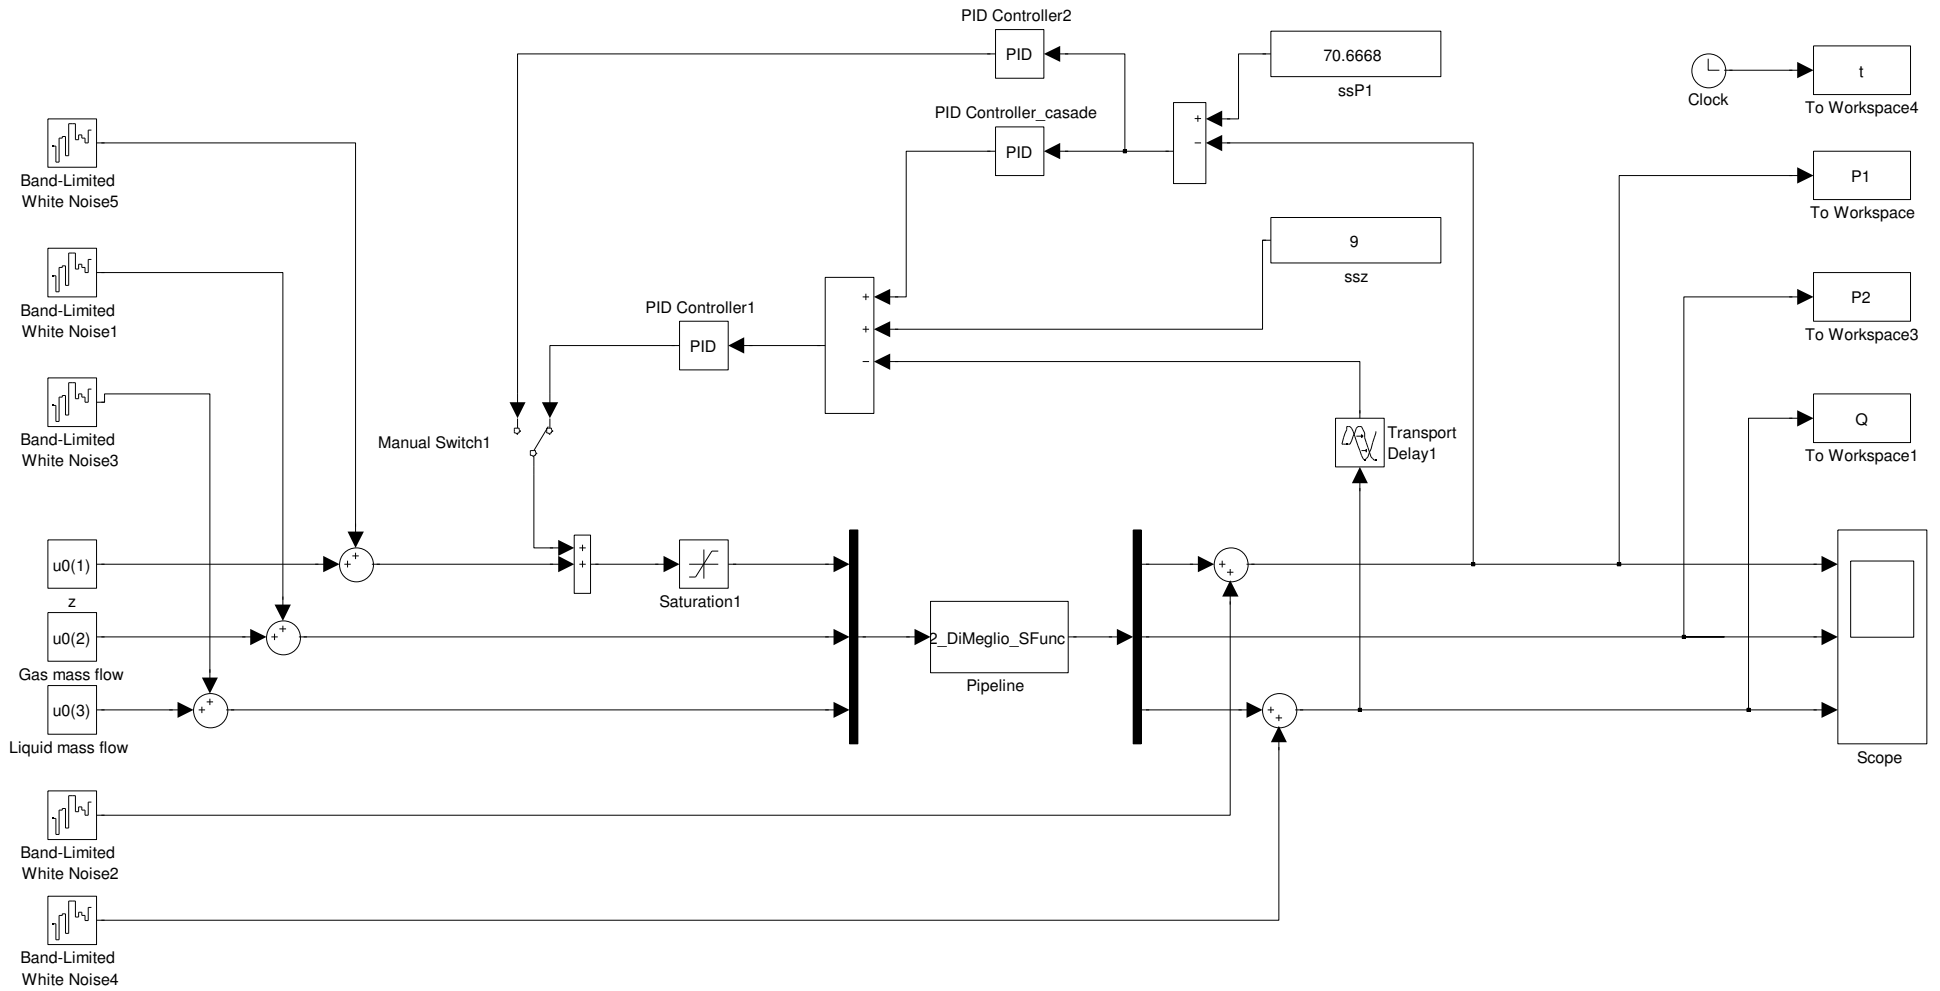 PID Controller2
PID
70.6668
ssP1
Clock
t
To Workspace4
PID Controller_casade
PID
+
−
Band-Limited
White Noise5
P1
To Workspace
9
ssz
Band-Limited
White Noise1
PID Controller1
PID
+
+
−
P2
To Workspace3
Band-Limited
White Noise3
Manual Switch1
Transport
Delay1
Q
To Workspace1
u0(1)
z
+
+
+
+
Saturation1
+
+
u0(2)
Gas mass flow
+
+
2_DiMeglio_SFunc
Pipeline
u0(3)
Liquid mass flow
+
+
+
+
Scope
Band-Limited
White Noise2
Band-Limited
White Noise4